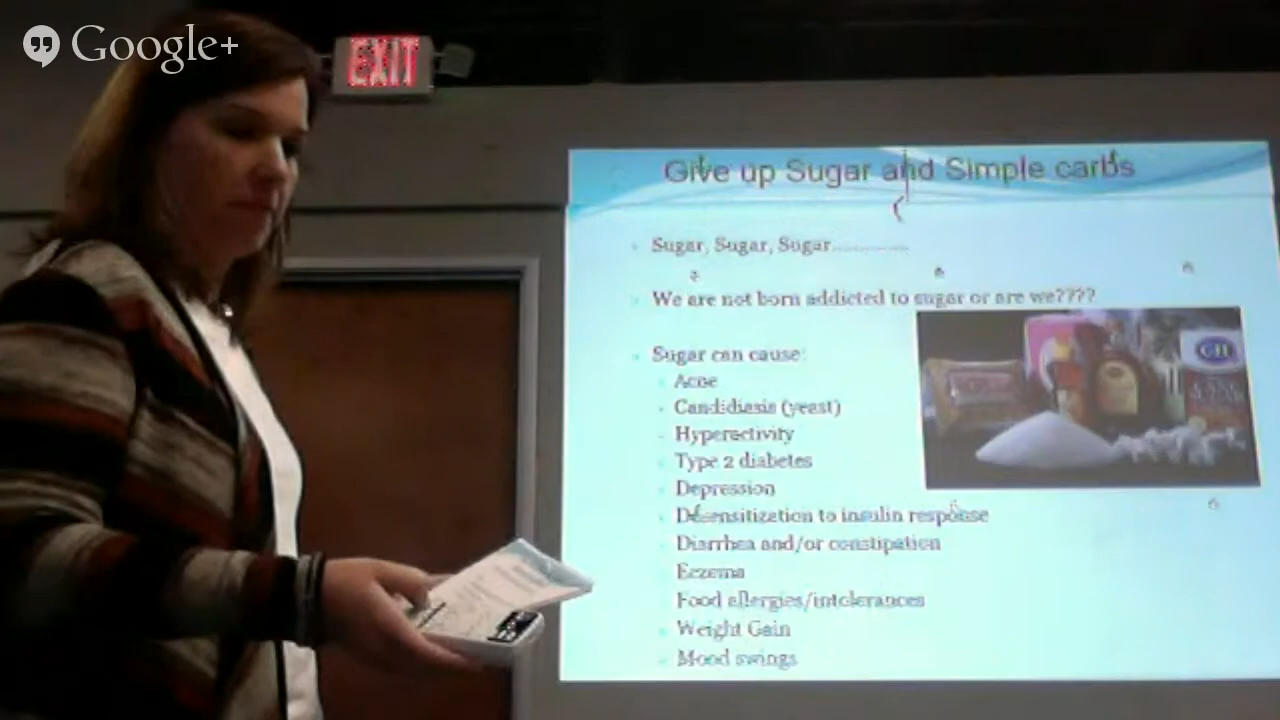 Google+
EXIT
Give up Sugar and Simple carbs
Sugar, Sugar, Sugar..............
We are not born addicted to sugar or are we????
Sugar can cause:
Acne
Candidiasis (yeast)
Hyperactivity
Type 2 diabetes
Depression
Desensitization to insulin response
Diarrhea and/or constipation
Eczema
Food allergies/intolerances
Weight Gain
Mood swings